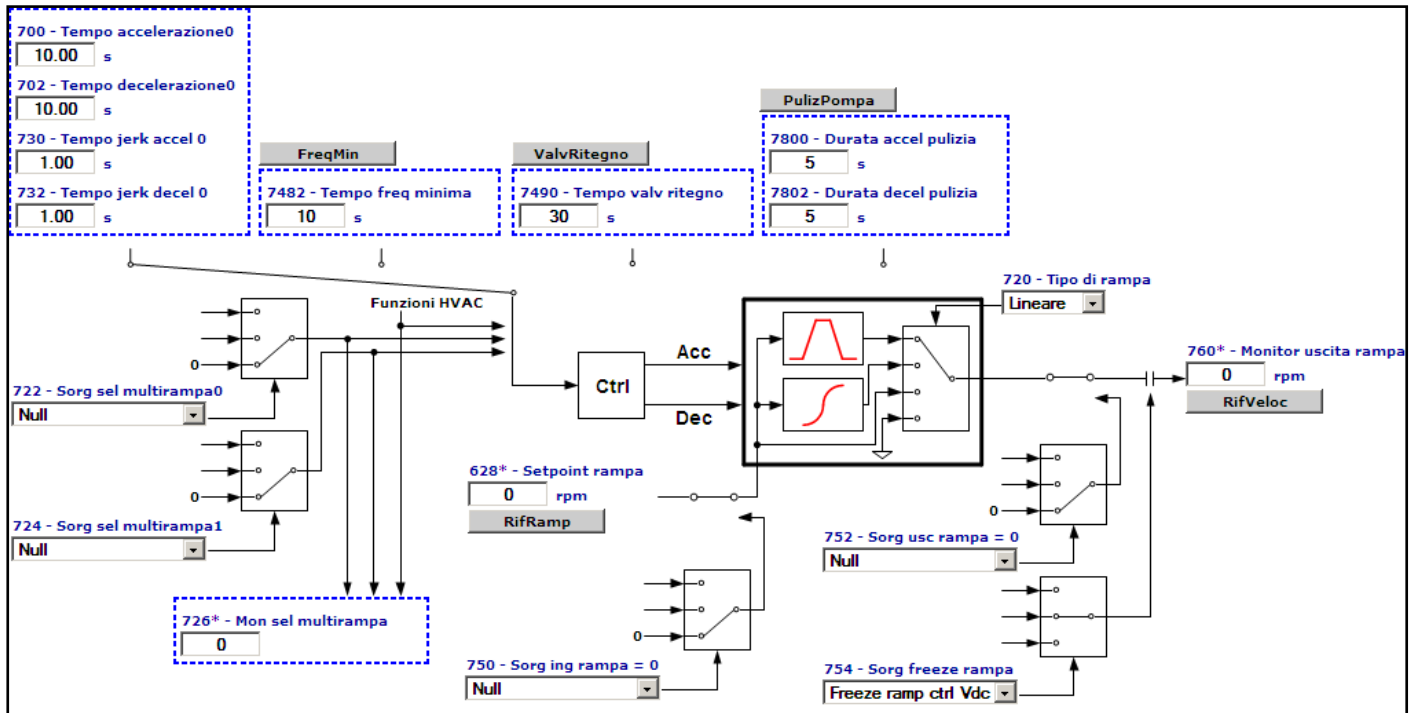 700 - Tempo accelerazione0
10.00 s
702 - Tempo decelerazione0
10.00 s
730 - Tempo jerk accel 0
1.00 s
732 - Tempo jerk decel 0
1.00 s
FreqMin
7482 - Tempo freq minima
10 s
ValvRitegno
7490 - Tempo valv ritegno
30 s
PulizPompa
7800 - Durata accel pulizia
5 s
7802 - Durata decel pulizia
5 s
720 - Tipo di rampa
Lineare
Funzioni HVAC
0
722 - Sorg sel multirampa0
Null
0
724 - Sorg sel multirampa1
Null
726* - Mon sel multirampa
0
Ctrl
Acc
Dec
628* - Setpoint rampa
0 rpm
RifRamp
0
750 - Sorg ing rampa = 0
Null
760* - Monitor uscita rampa
0 rpm
RifVeloc
0
752 - Sorg usc rampa = 0
Null
754 - Sorg freeze rampa
Freeze ramp ctrl Vdc